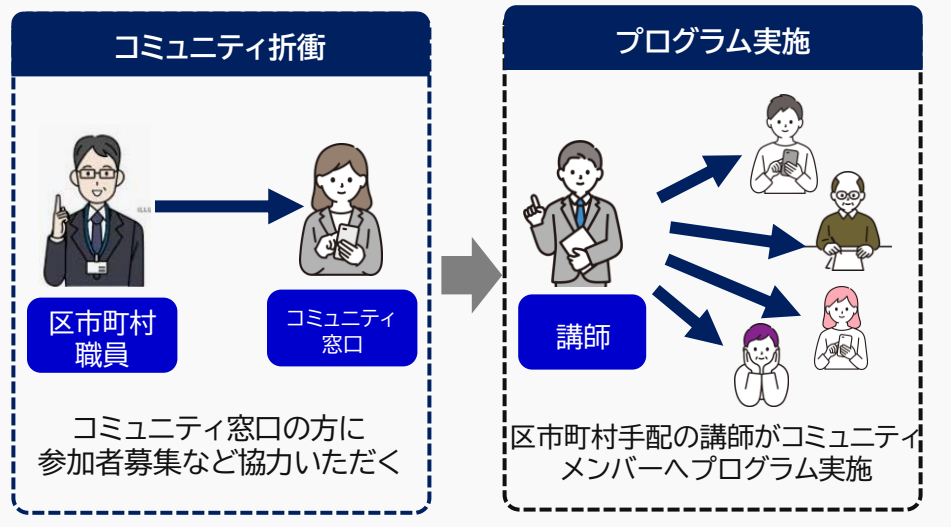 コミュニティ折衝
区市町村
職員
コミュニティ
窓口
コミュニティ窓口の方に
参加者募集など協力いただく
プログラム実施
講師
区市町村手配の講師がコミュニティ
メンバーへプログラム実施